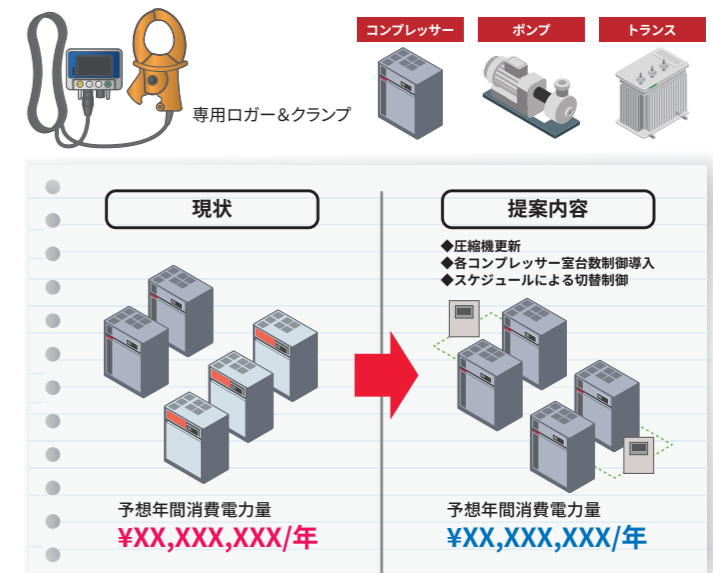 コンプレッサー
ポンプ
トランス
専用ロガー&クランプ
現状
提案内容
◆圧縮機更新
◆各コンプレッサー室台数制御導入
◆スケジュールによる切替制御
予想年間消費電力量
¥XX,XXX,XXX/年
予想年間消費電力量
¥XX,XXX,XXX/年